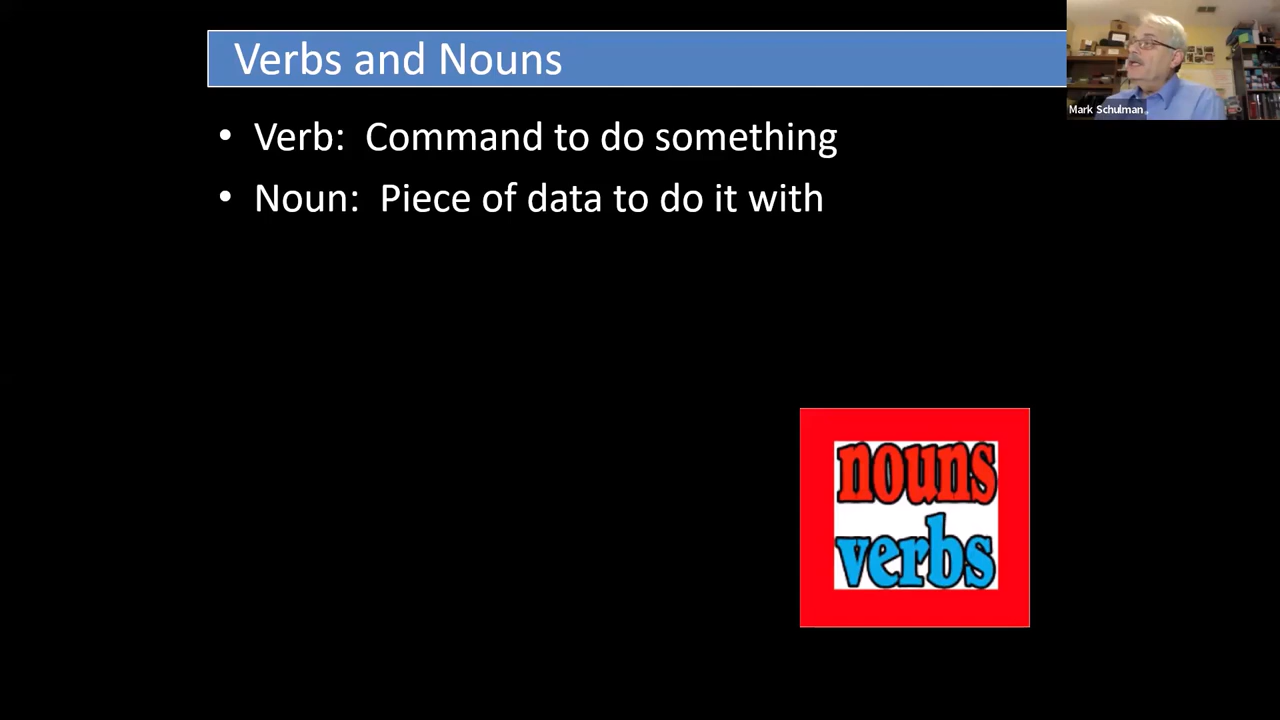 Verbs and Nouns
Mark Schulman
• Verb: Command to do something
• Noun: Piece of data to do it with
nouns
verbs